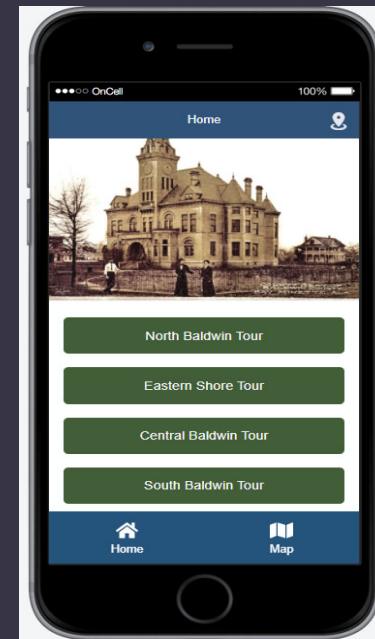 OnCell 100%
Home
North Baldwin Tour
Eastern Shore Tour
Central Baldwin Tour
South Baldwin Tour
Home Map